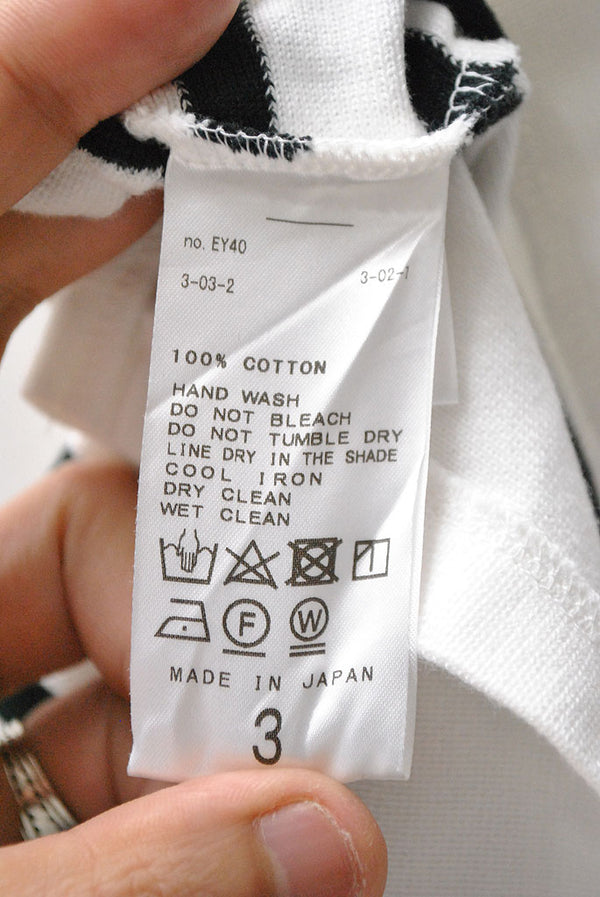 no. EY40
3-03-2 3-02-1
100% COTTON
HAND WASH
DO NOT BLEACH
DO NOT TUMBLE DRY
LINE DRY IN THE SHADE
COOL IRON
DRY CLEAN
WET CLEAN
F W
MADE IN JAPAN
3